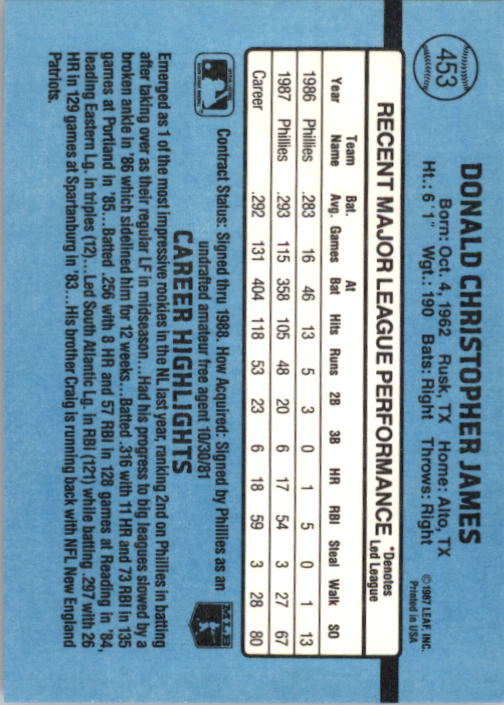 453
DONALD CHRISTOPHER JAMES
Born: Oct. 4, 1962 Rusk, TX Home: Alto, TX
Ht.: 6' 1" Wgt.: 190 Bats: Right Throws: Right
© 1987 LEAF, INC.
Printed in USA
RECENT MAJOR LEAGUE PERFORMANCE
*Denotes
Led League
Year Team Name Bat. Avg. Games At Bat Hits Runs 2B 3B HR RBI Steal Walk SO
1986 Phillies .283 16 46 13 5 3 0 1 5 0 1 13
1987 Phillies .293 115 358 105 48 20 6 17 54 3 27 67
Career .292 131 404 118 53 23 6 18 59 3 28 80
Contract Status: Signed thru 1988. How Acquired: Signed by Phillies as an
undrafted amateur free agent 10/30/81
CAREER HIGHLIGHTS
MLB
Emerged as 1 of the most impressive rookies in the NL last year, ranking 2nd on Phillies in batting
after taking over as their regular LF in midseason... Had his progress to big leagues slowed by a
broken ankle in '86 which sidelined him for 12 weeks... Batted .316 with 11 HR and 73 RBI in 135
games at Portland in '85... Batted .256 with 8 HR and 57 RBI in 128 games at Reading in '84,
leading Eastern Lg. in triples (12)... Led South Atlantic Lg. in RBI (121) while batting .297 with 26
HR in 129 games at Spartanburg in '83... His brother Craig is running back with NFL New England
Patriots.